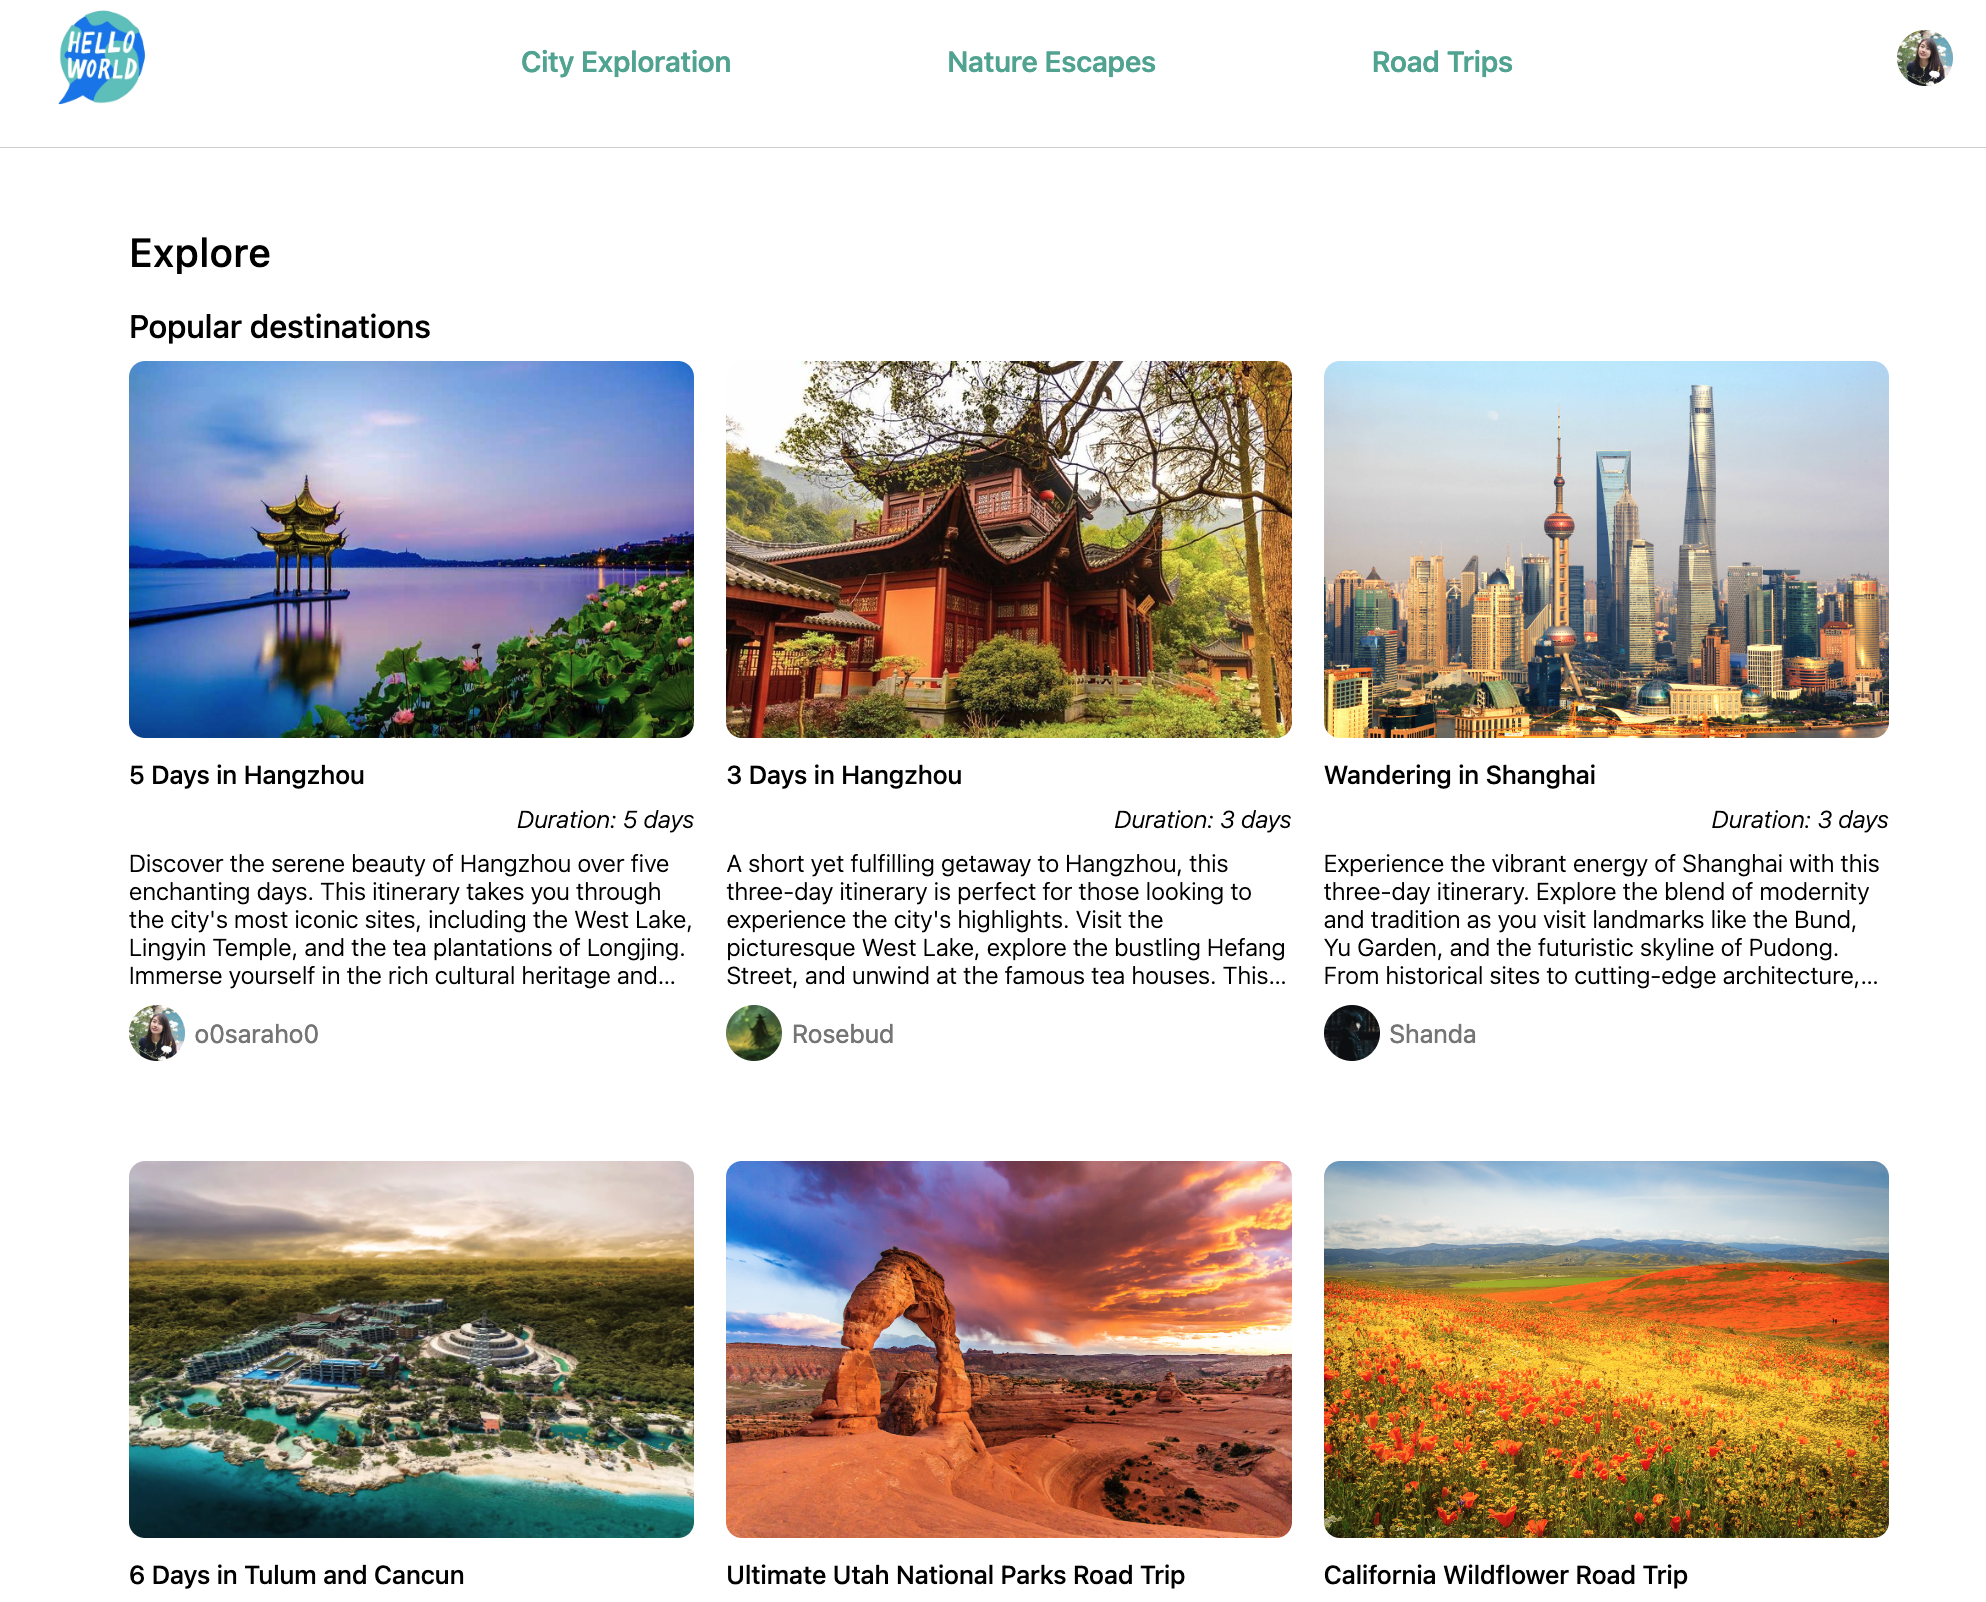 HELLO
WORLD
City Exploration
Nature Escapes
Road Trips
Explore
Popular destinations
5 Days in Hangzhou
Duration: 5 days
Discover the serene beauty of Hangzhou over five
enchanting days. This itinerary takes you through
the city's most iconic sites, including the West Lake,
Lingyin Temple, and the tea plantations of Longjing.
Immerse yourself in the rich cultural heritage and...
o0saraho0
3 Days in Hangzhou
Duration: 3 days
A short yet fulfilling getaway to Hangzhou, this
three-day itinerary is perfect for those looking to
experience the city's highlights. Visit the
picturesque West Lake, explore the bustling Hefang
Street, and unwind at the famous tea houses. This...
Rosebud
Wandering in Shanghai
Duration: 3 days
Experience the vibrant energy of Shanghai with this
three-day itinerary. Explore the blend of modernity
and tradition as you visit landmarks like the Bund,
Yu Garden, and the futuristic skyline of Pudong.
From historical sites to cutting-edge architecture,...
Shanda
6 Days in Tulum and Cancun
Ultimate Utah National Parks Road Trip
California Wildflower Road Trip